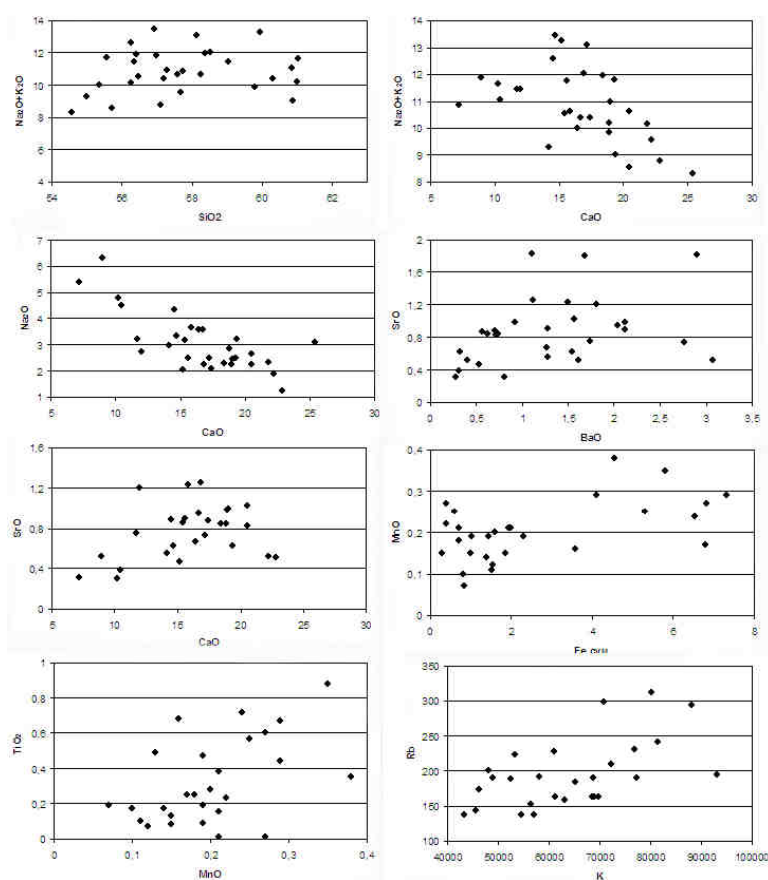 Na₂O+K₂O
14
12
10
8
6
4
54 56 58 60 62
SiO2
Na₂O+K₂O
14
13
12
11
10
9
8
5 10 15 20 25 30
CaO
Na₂O
7
6
5
4
3
2
1
5 10 15 20 25 30
CaO
SrO
2
1,6
1,2
0,8
0,4
0
0 0,5 1 1,5 2 2,5 3 3,5
BaO
SrO
1,6
1,2
0,8
0,4
0
5 10 15 20 25 30
CaO
MnO
0,4
0,3
0,2
0,1
0
0 2 4 6 8
Fe
TiO₂
1
0,8
0,6
0,4
0,2
0
0 0,1 0,2 0,3 0,4
MnO
Rb
350
300
250
200
150
100
40000 50000 60000 70000 80000 90000 100000
K